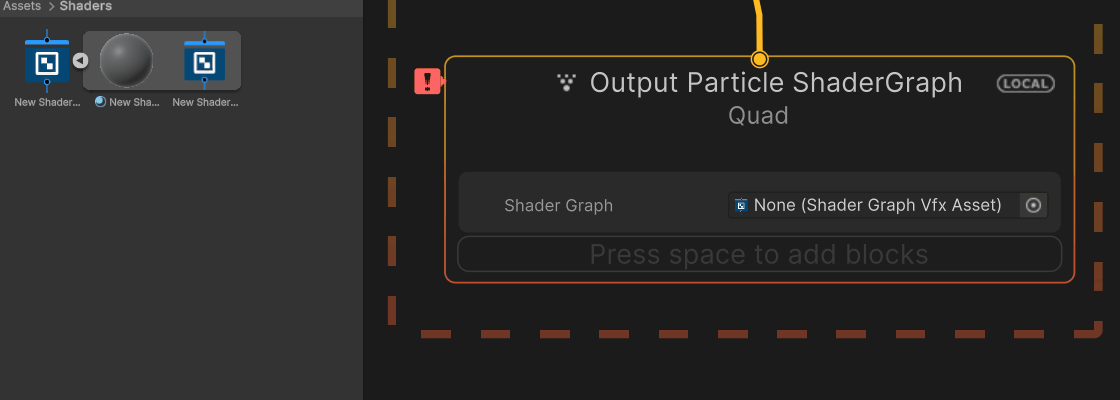 Assets > Shaders
New Shader...
New Sha...
New Shader...
!
Output Particle ShaderGraph
LOCAL
Quad
Shader Graph
None (Shader Graph Vfx Asset)
Press space to add blocks